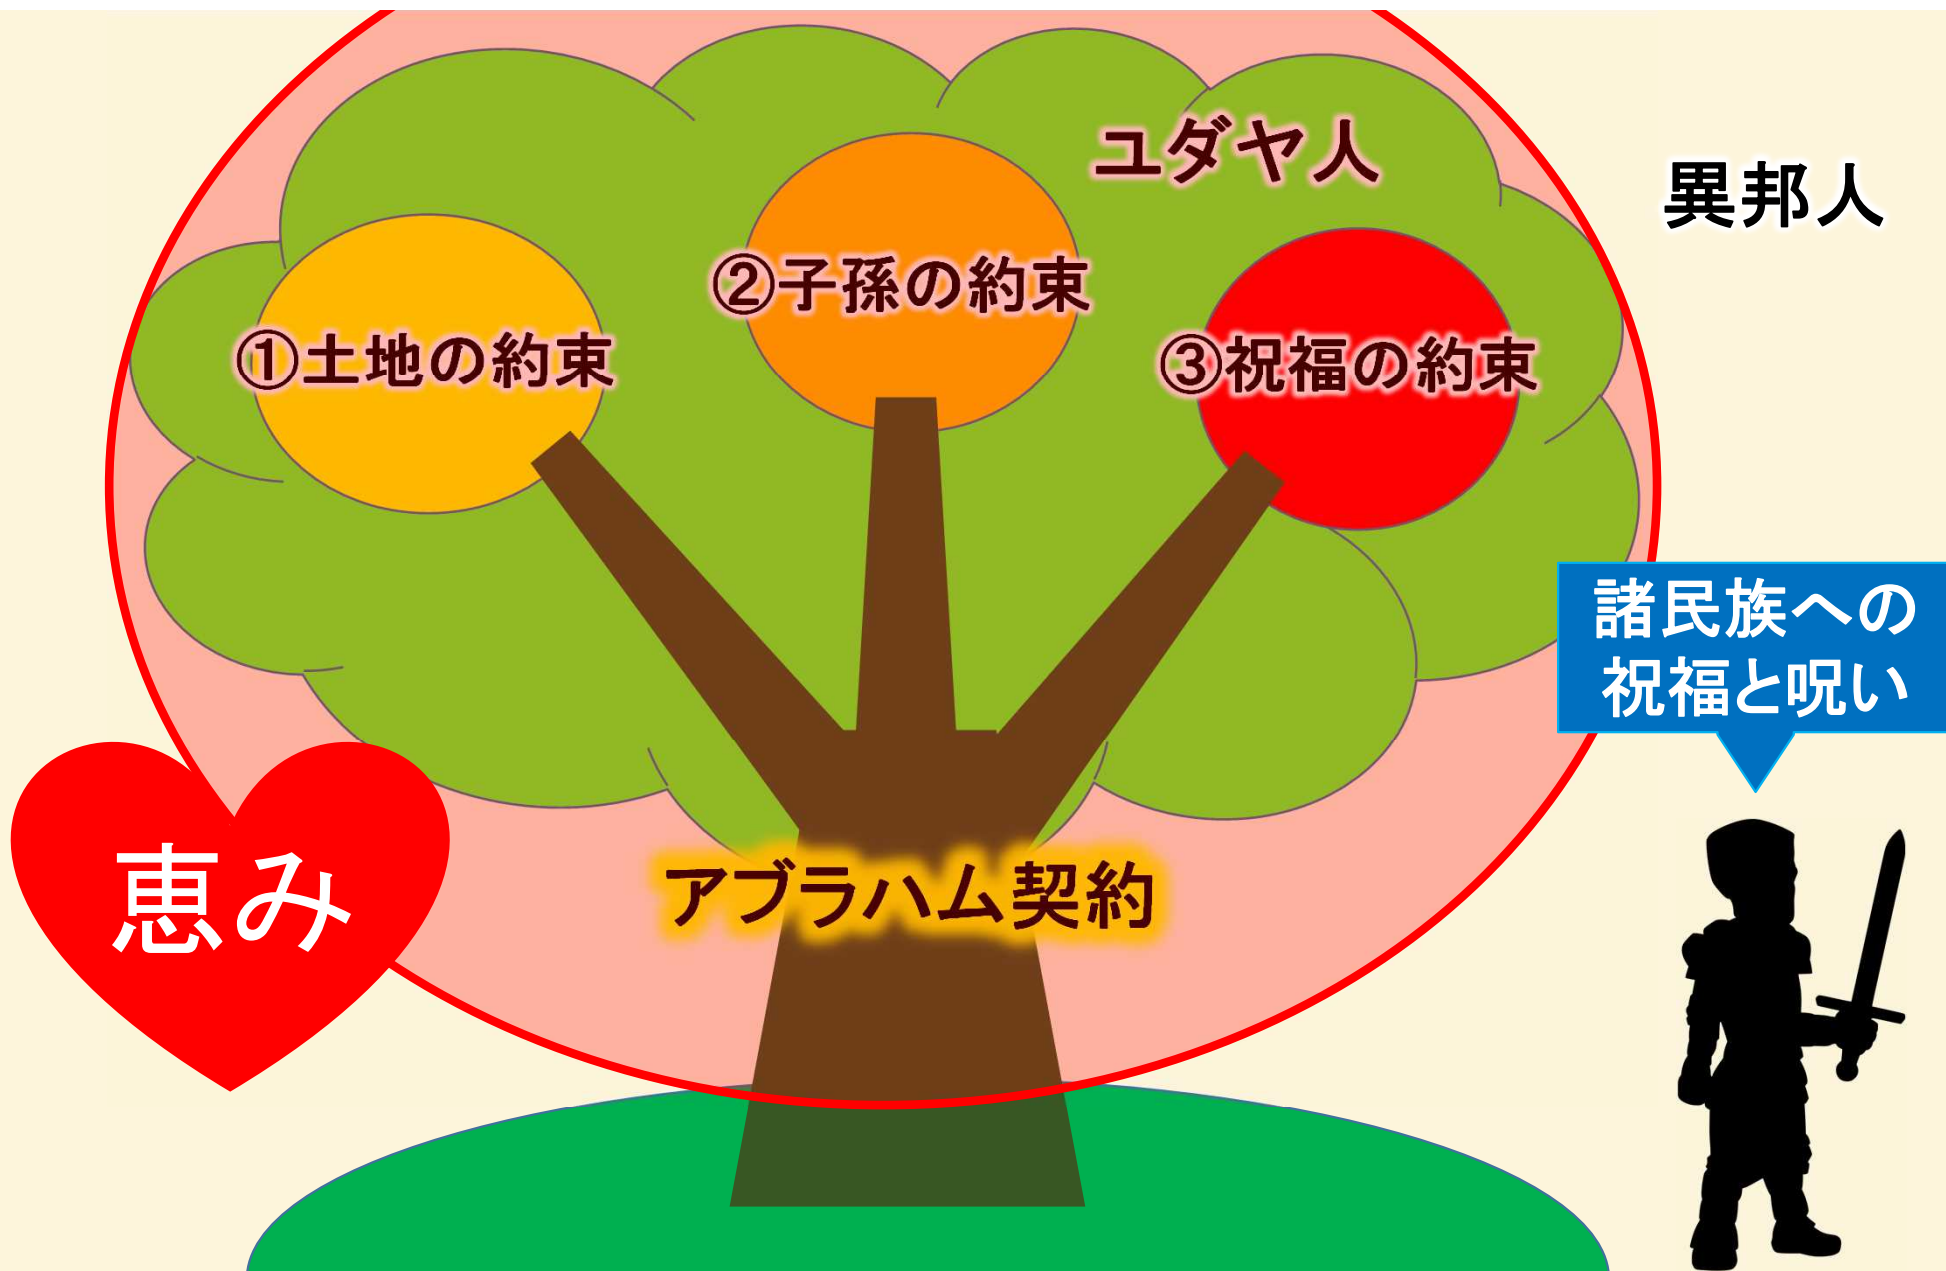 ユダヤ人
異邦人
②子孫の約束
①土地の約束
③祝福の約束
諸民族への
祝福と呪い
恵み
アブラハム契約